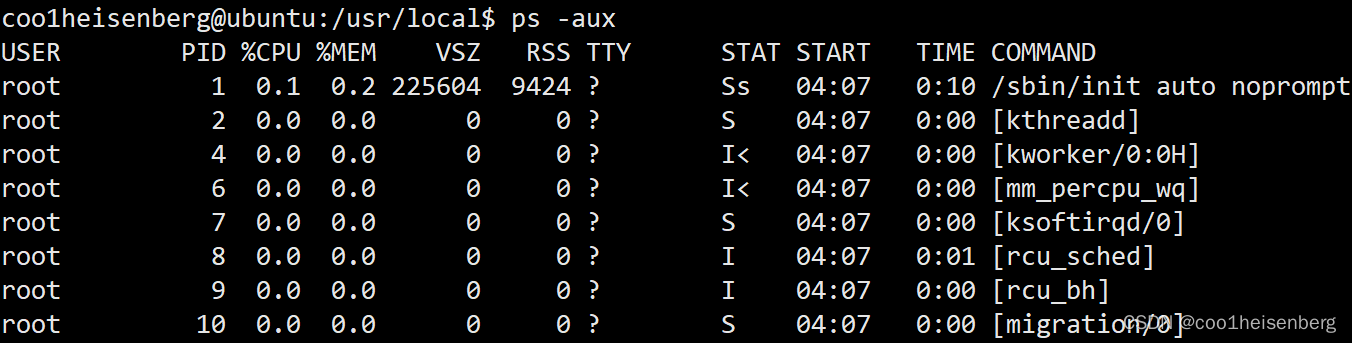 coo1heisenberg@ubuntu:/usr/local$ ps -aux
USER        PID %CPU %MEM    VSZ   RSS TTY      STAT START   TIME COMMAND
root          1  0.1  0.2 225604  9424 ?        Ss   04:07   0:10 /sbin/init auto noprompt
root          2  0.0  0.0      0     0 ?        S    04:07   0:00 [kthreadd]
root          4  0.0  0.0      0     0 ?        I<   04:07   0:00 [kworker/0:0H]
root          6  0.0  0.0      0     0 ?        I<   04:07   0:00 [mm_percpu_wq]
root          7  0.0  0.0      0     0 ?        S    04:07   0:00 [ksoftirqd/0]
root          8  0.0  0.0      0     0 ?        I    04:07   0:01 [rcu_sched]
root          9  0.0  0.0      0     0 ?        I    04:07   0:00 [rcu_bh]
root         10  0.0  0.0      0     0 ?        S    04:07   0:00 [migration/0]
CSDN @coo1heisenberg